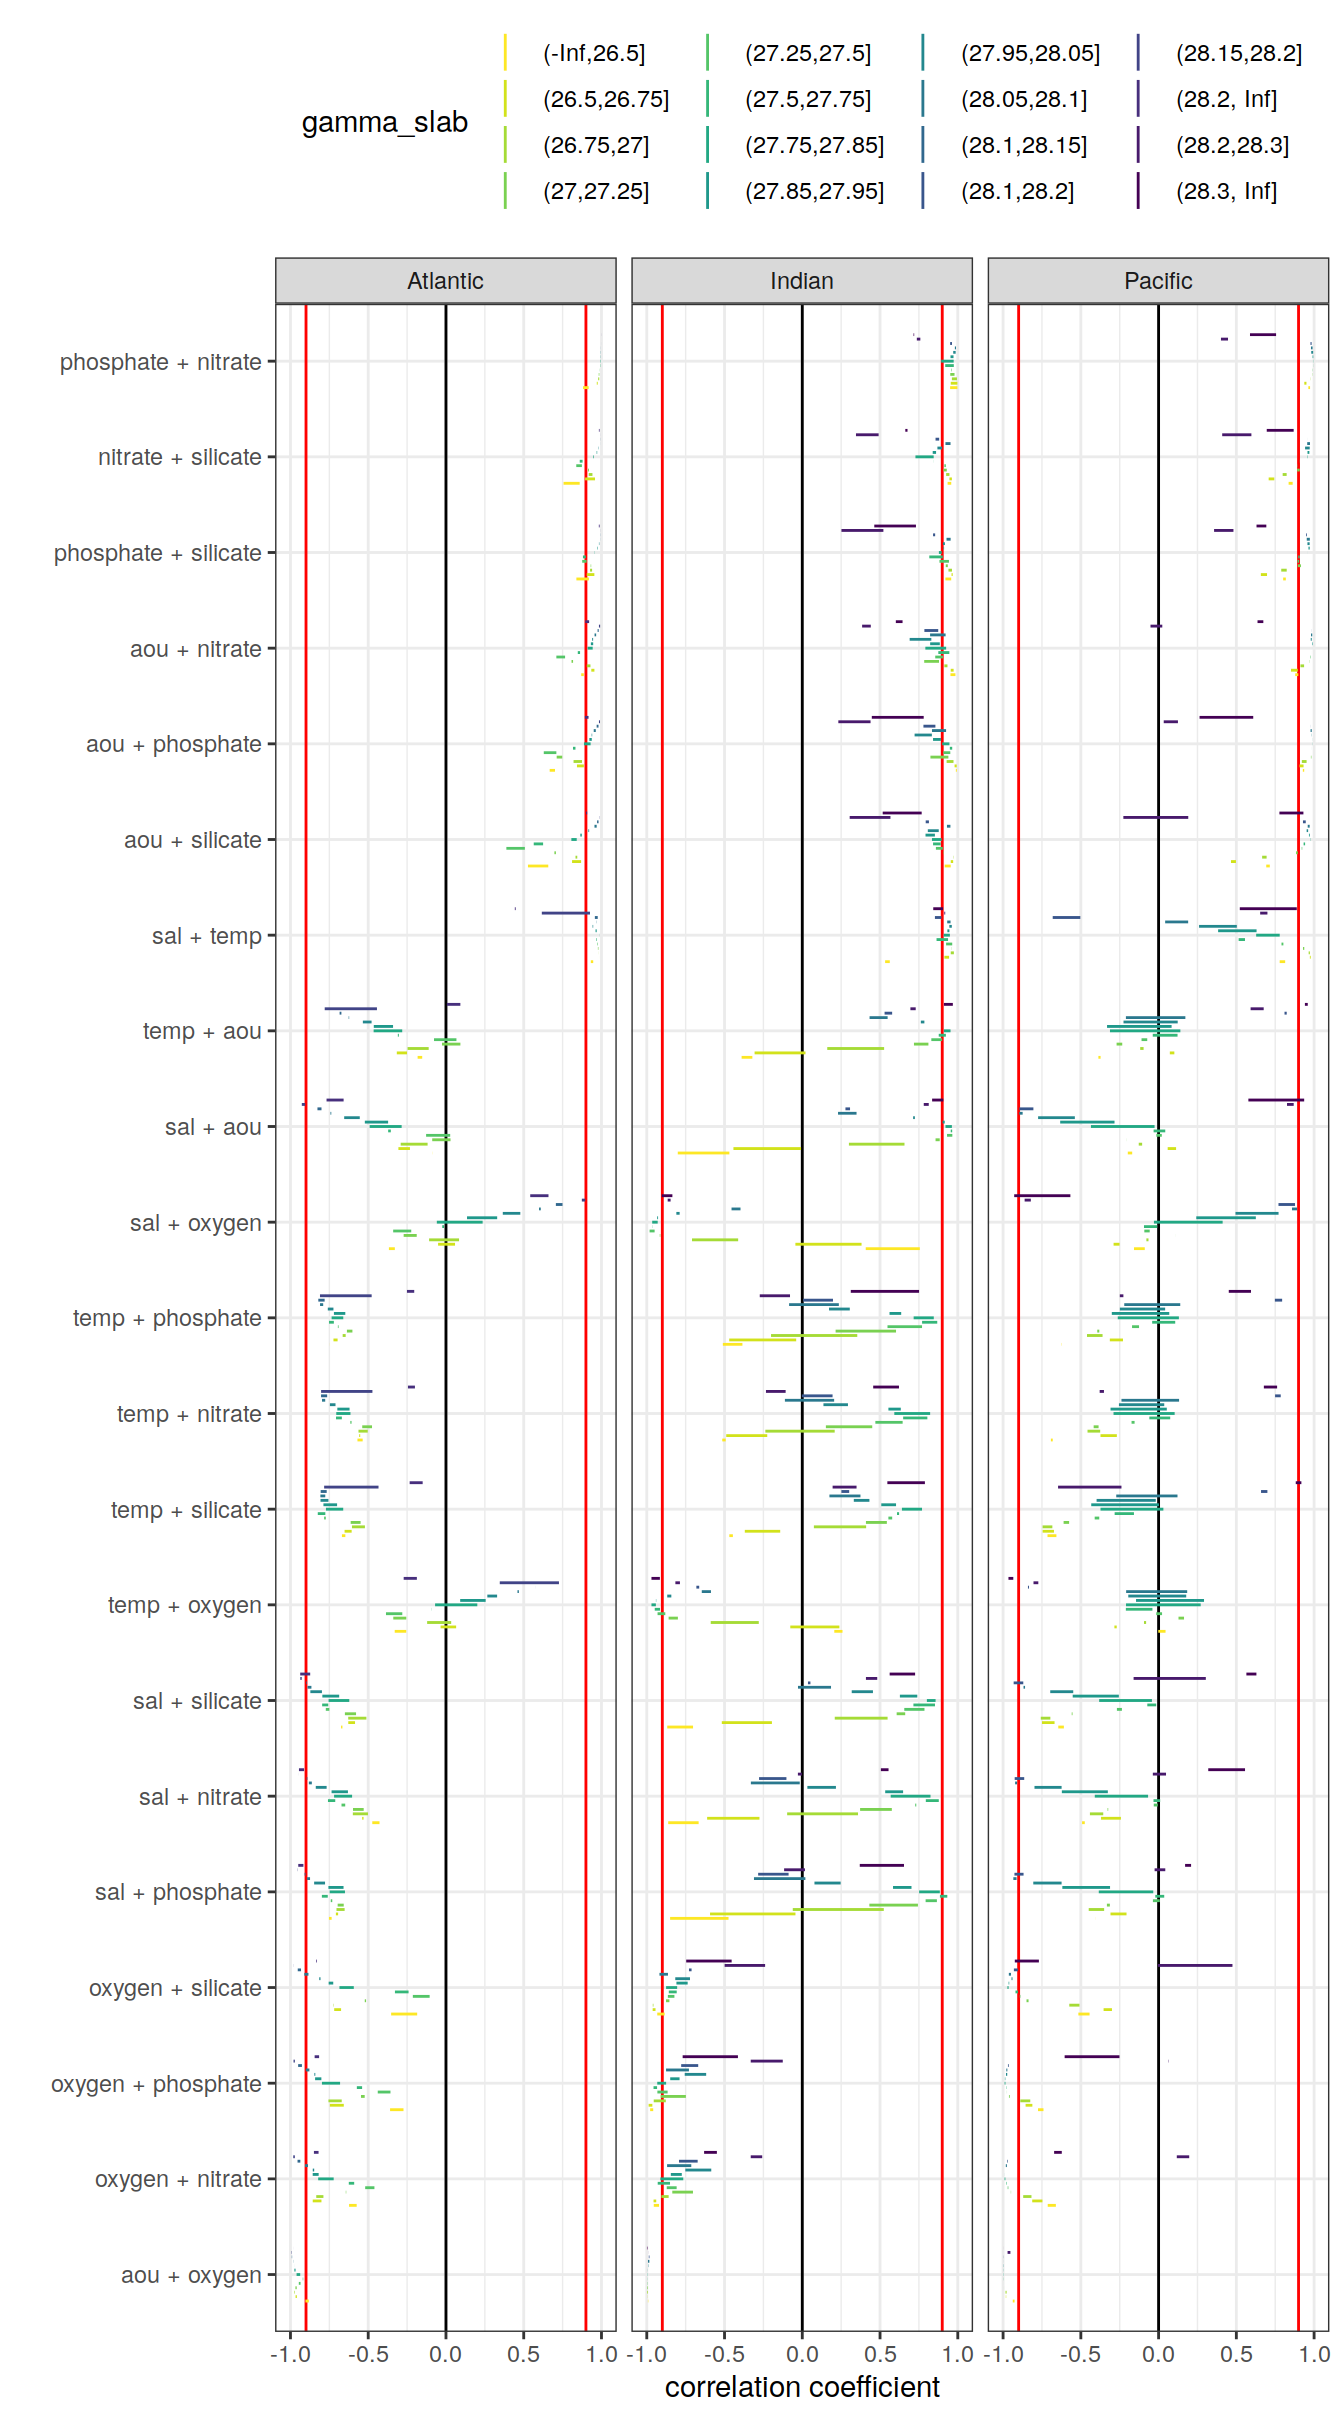 gamma_slab
(-Inf,26.5] (27.25,27.5] (27.95,28.05] (28.15,28.2]
(26.5,26.75] (27.5,27.75] (28.05,28.1] (28.2, Inf]
(26.75,27] (27.75,27.85] (28.1,28.15] (28.2,28.3]
(27,27.25] (27.85,27.95] (28.1,28.2] (28.3, Inf]
Atlantic Indian Pacific
phosphate + nitrate
nitrate + silicate
phosphate + silicate
aou + nitrate
aou + phosphate
aou + silicate
sal + temp
temp + aou
sal + aou
sal + oxygen
temp + phosphate
temp + nitrate
temp + silicate
temp + oxygen
sal + silicate
sal + nitrate
sal + phosphate
oxygen + silicate
oxygen + phosphate
oxygen + nitrate
aou + oxygen
-1.0 -0.5 0.0 0.5 1.0 -1.0 -0.5 0.0 0.5 1.0 -1.0 -0.5 0.0 0.5 1.0
correlation coefficient